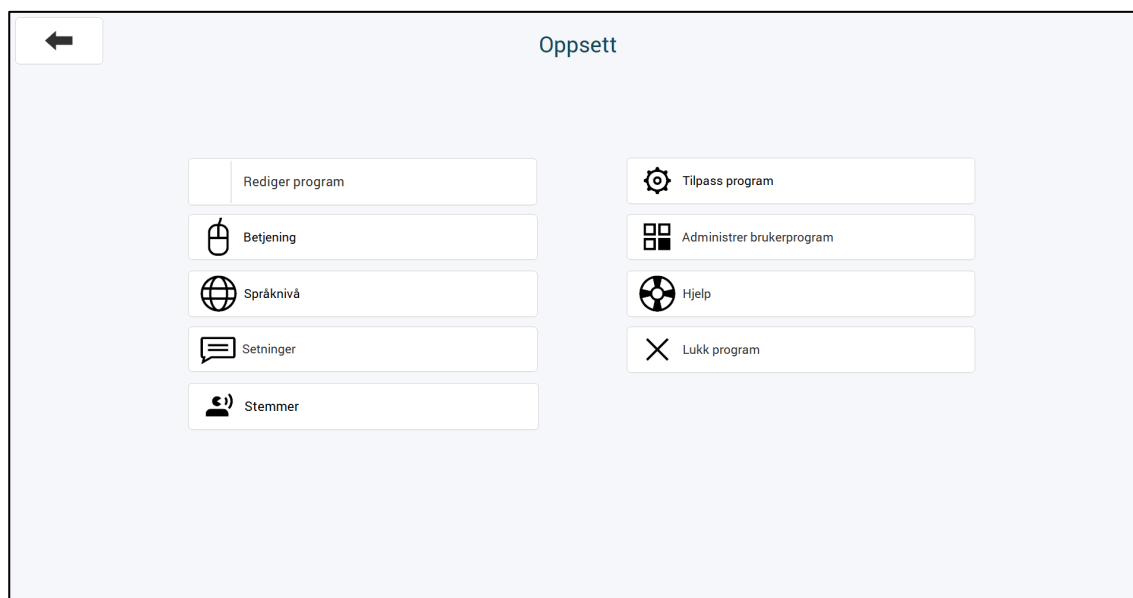 Oppsett
Rediger program
Betjening
Språknivå
Setninger
Stemmer
Tilpass program
Administrer brukerprogram
Hjelp
Lukk program